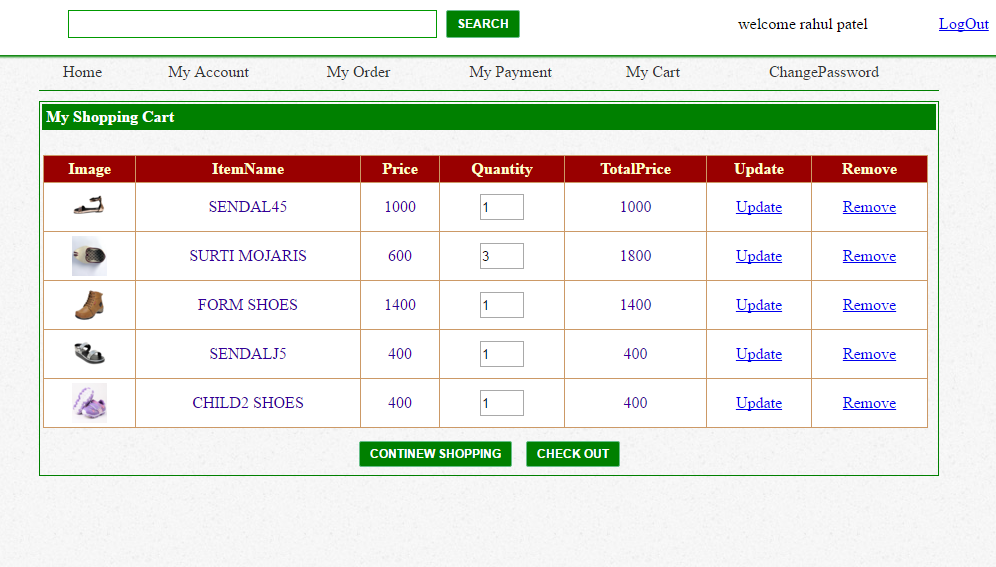 SEARCH welcome rahul patel LogOut
Home My Account My Order My Payment My Cart ChangePassword
My Shopping Cart
Image ItemName Price Quantity TotalPrice Update Remove
SENDAL45 1000 1 1000 Update Remove
SURTI MOJARIS 600 3 1800 Update Remove
FORM SHOES 1400 1 1400 Update Remove
SENDALJ5 400 1 400 Update Remove
CHILD2 SHOES 400 1 400 Update Remove
CONTINEW SHOPPING CHECK OUT